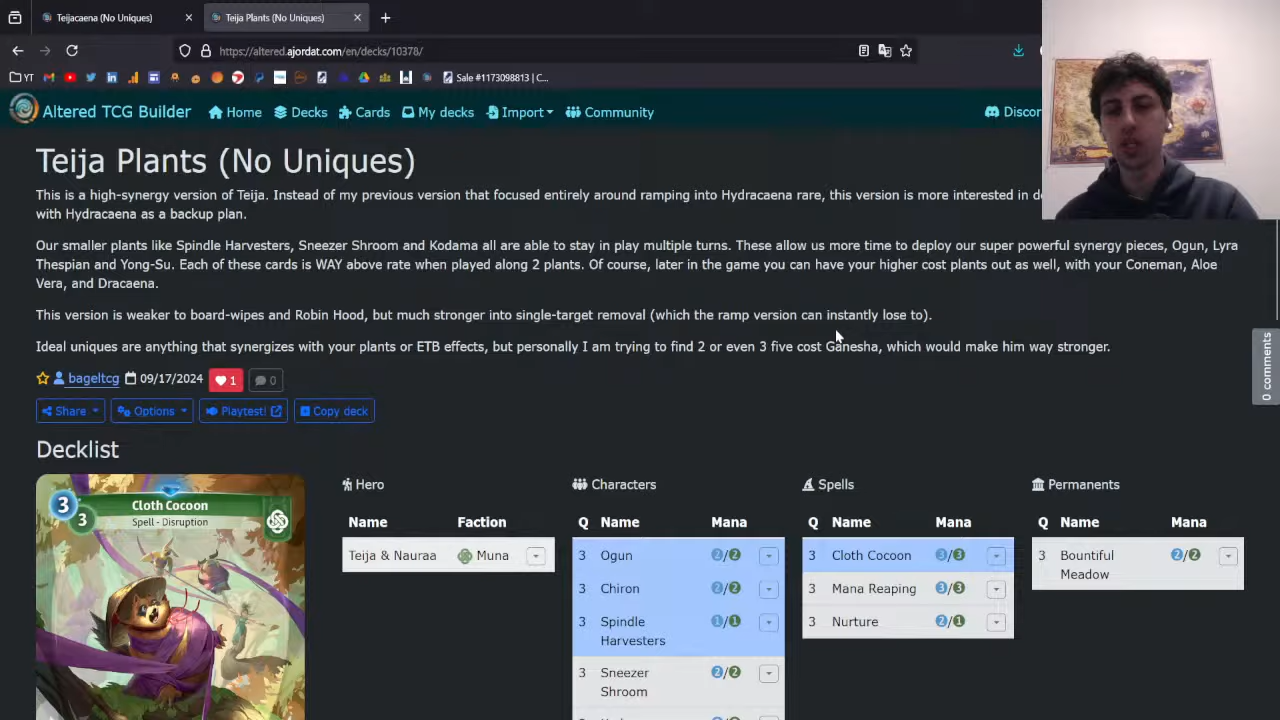 Teijacaena (No Uniques)
Teija Plants (No Uniques)
https://altered.ajordat.com/en/decks/10378/
YT
Sale #1173098813 | C...
Altered TCG Builder
Home
Decks
Cards
My decks
Import
Community
Discor
Teija Plants (No Uniques)
This is a high-synergy version of Teija. Instead of my previous version that focused entirely around ramping into Hydracaena rare, this version is more interested in
with Hydracaena as a backup plan.
Our smaller plants like Spindle Harvesters, Sneezer Shroom and Kodama all are able to stay in play multiple turns. These allow us more time to deploy our super powerful synergy pieces, Ogun, Lyra
Thespian and Yong-Su. Each of these cards is WAY above rate when played along 2 plants. Of course, later in the game you can have your higher cost plants out as well, with your Coneman, Aloe
Vera, and Dracaena.
This version is weaker to board-wipes and Robin Hood, but much stronger into single-target removal (which the ramp version can instantly lose to).
Ideal uniques are anything that synergizes with your plants or ETB effects, but personally I am trying to find 2 or even 3 five cost Ganesha, which would make him way stronger.
bageltcg 09/17/2024 1 0
Share Options Playtest! Copy deck
0 comments
Decklist
3
3
Cloth Cocoon
Spell - Disruption
Hero
Name Faction
Teija & Nauraa Muna
Characters
Q Name Mana
3 Ogun 2/2
3 Chiron 2/2
3 Spindle Harvesters 1/1
3 Sneezer Shroom 2/2
Spells
Q Name Mana
3 Cloth Cocoon 3/3
3 Mana Reaping 3/3
3 Nurture 2/1
Permanents
Q Name Mana
3 Bountiful Meadow 2/2